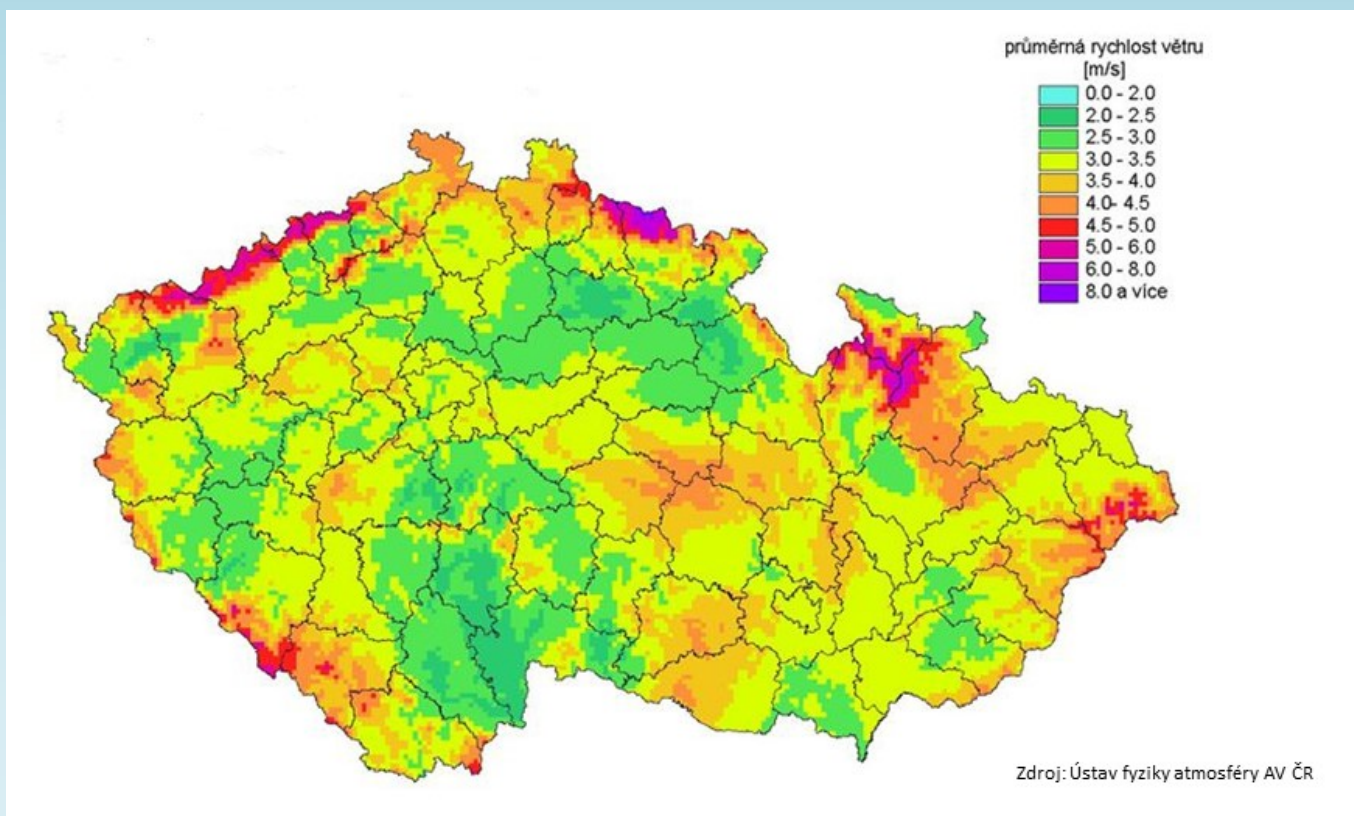 průměrná rychlost větru
[m/s]
0.0 - 2.0
2.0 - 2.5
2.5 - 3.0
3.0 - 3.5
3.5 - 4.0
4.0- 4.5
4.5 - 5.0
5.0 - 6.0
6.0 - 8.0
8.0 a více
Zdroj: Ústav fyziky atmosféry AV ČR